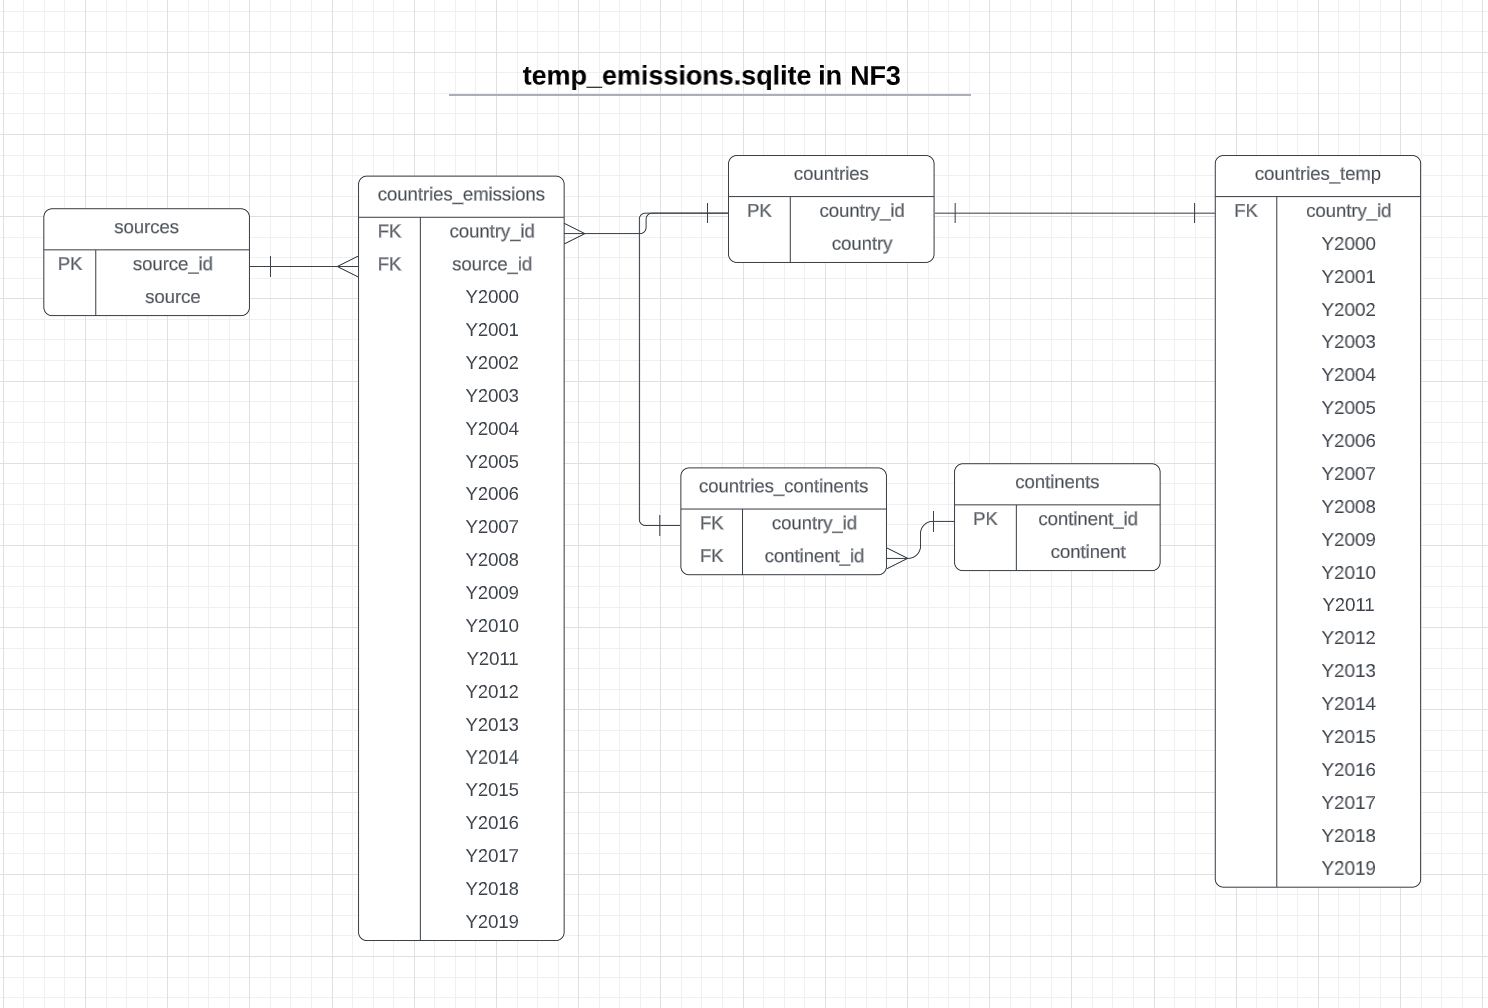 temp_emissions.sqlite in NF3
sources
PK source_id
source
countries_emissions
FK country_id
FK source_id
Y2000
Y2001
Y2002
Y2003
Y2004
Y2005
Y2006
Y2007
Y2008
Y2009
Y2010
Y2011
Y2012
Y2013
Y2014
Y2015
Y2016
Y2017
Y2018
Y2019
countries
PK country_id
country
countries_continents
FK country_id
FK continent_id
continents
PK continent_id
continent
countries_temp
FK country_id
Y2000
Y2001
Y2002
Y2003
Y2004
Y2005
Y2006
Y2007
Y2008
Y2009
Y2010
Y2011
Y2012
Y2013
Y2014
Y2015
Y2016
Y2017
Y2018
Y2019